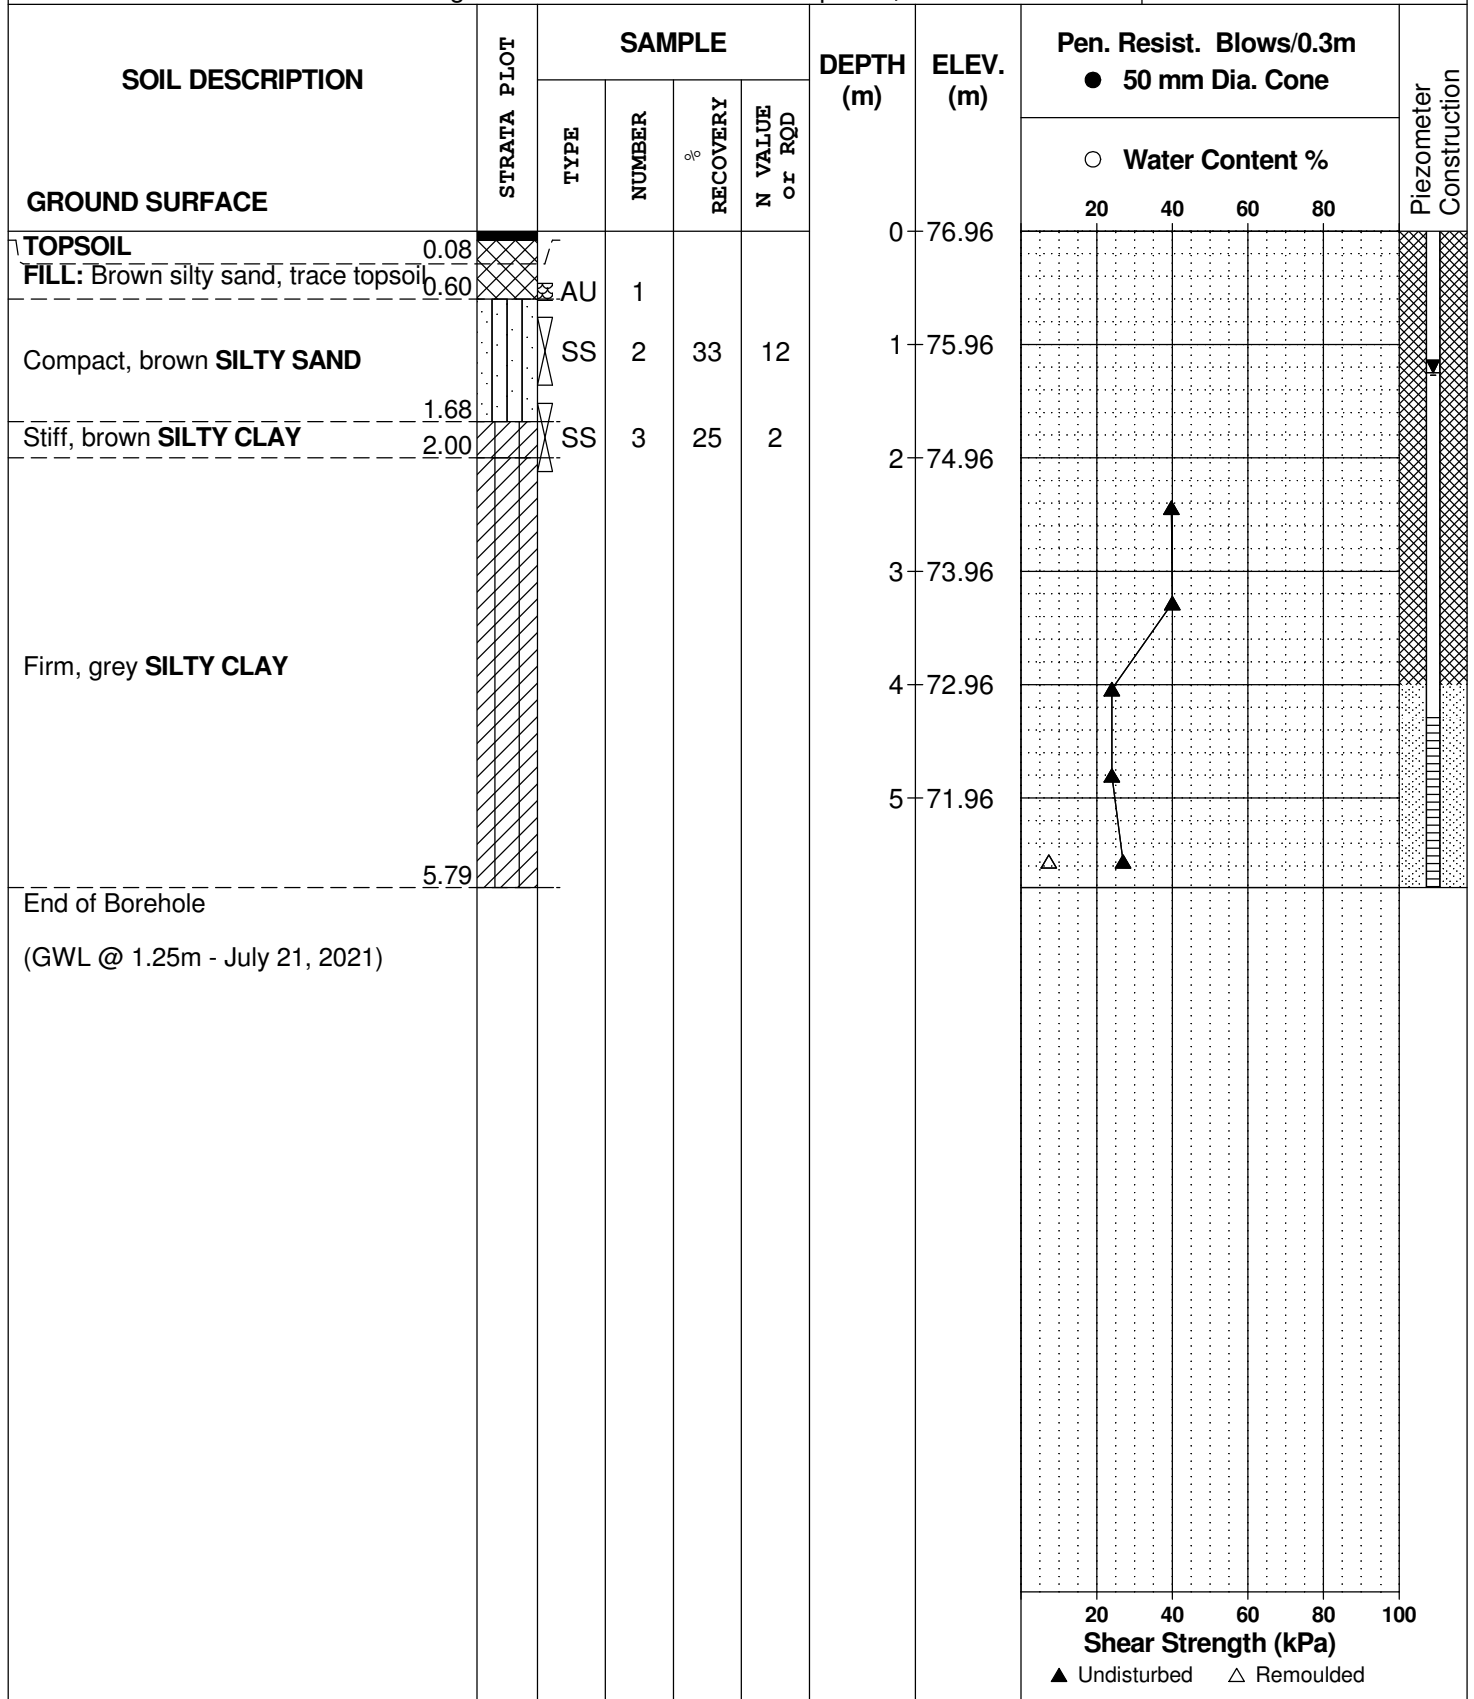 SOIL DESCRIPTION
GROUND SURFACE
STRATA PLOT
SAMPLE
TYPE
NUMBER
%
RECOVERY
N VALUE
or RQD
DEPTH
(m)
ELEV.
(m)
Pen. Resist. Blows/0.3m
● 50 mm Dia. Cone
○ Water Content %
20 40 60 80
Piezometer
Construction
TOPSOIL 0.08
FILL: Brown silty sand, trace topsoil 0.60
AU 1
Compact, brown SILTY SAND
SS 2 33 12
1.68
Stiff, brown SILTY CLAY 2.00
SS 3 25 2
Firm, grey SILTY CLAY
5.79
End of Borehole
(GWL @ 1.25m - July 21, 2021)
0 76.96
1 75.96
2 74.96
3 73.96
4 72.96
5 71.96
20 40 60 80 100
Shear Strength (kPa)
▲ Undisturbed △ Remoulded